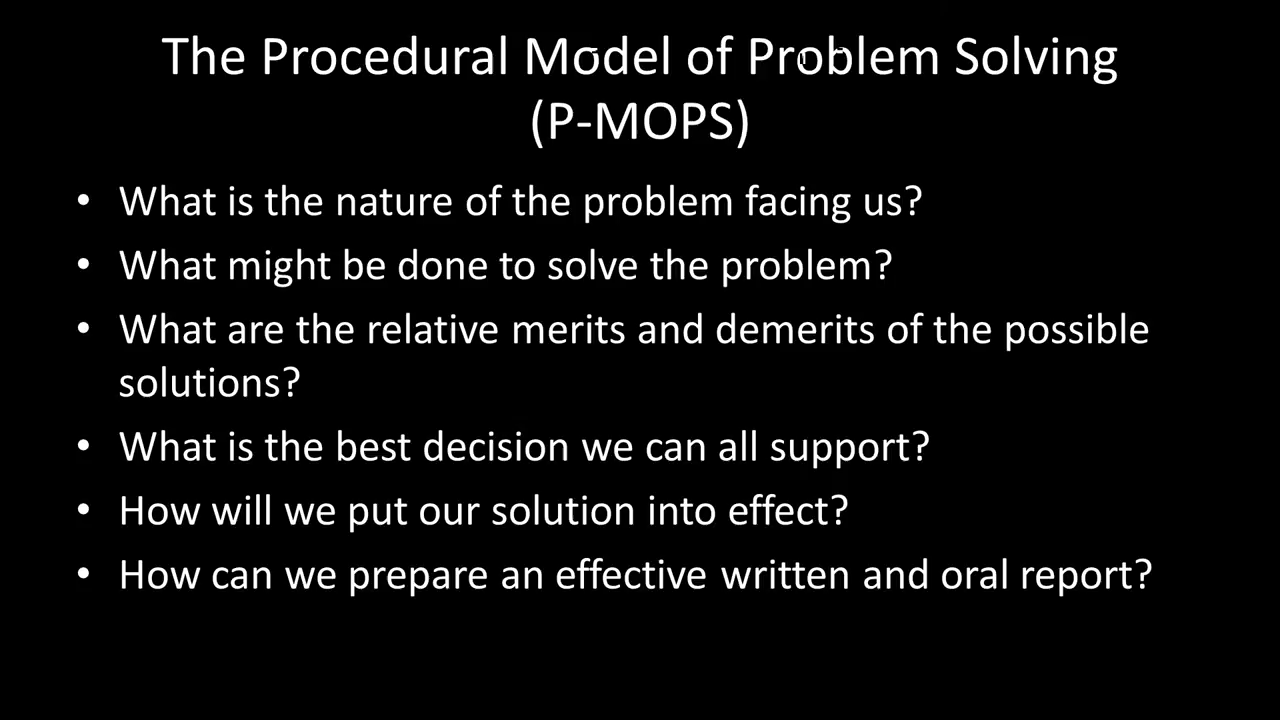 The Procedural Model of Problem Solving
(P-MOPS)
• What is the nature of the problem facing us?
• What might be done to solve the problem?
• What are the relative merits and demerits of the possible
solutions?
• What is the best decision we can all support?
• How will we put our solution into effect?
• How can we prepare an effective written and oral report?